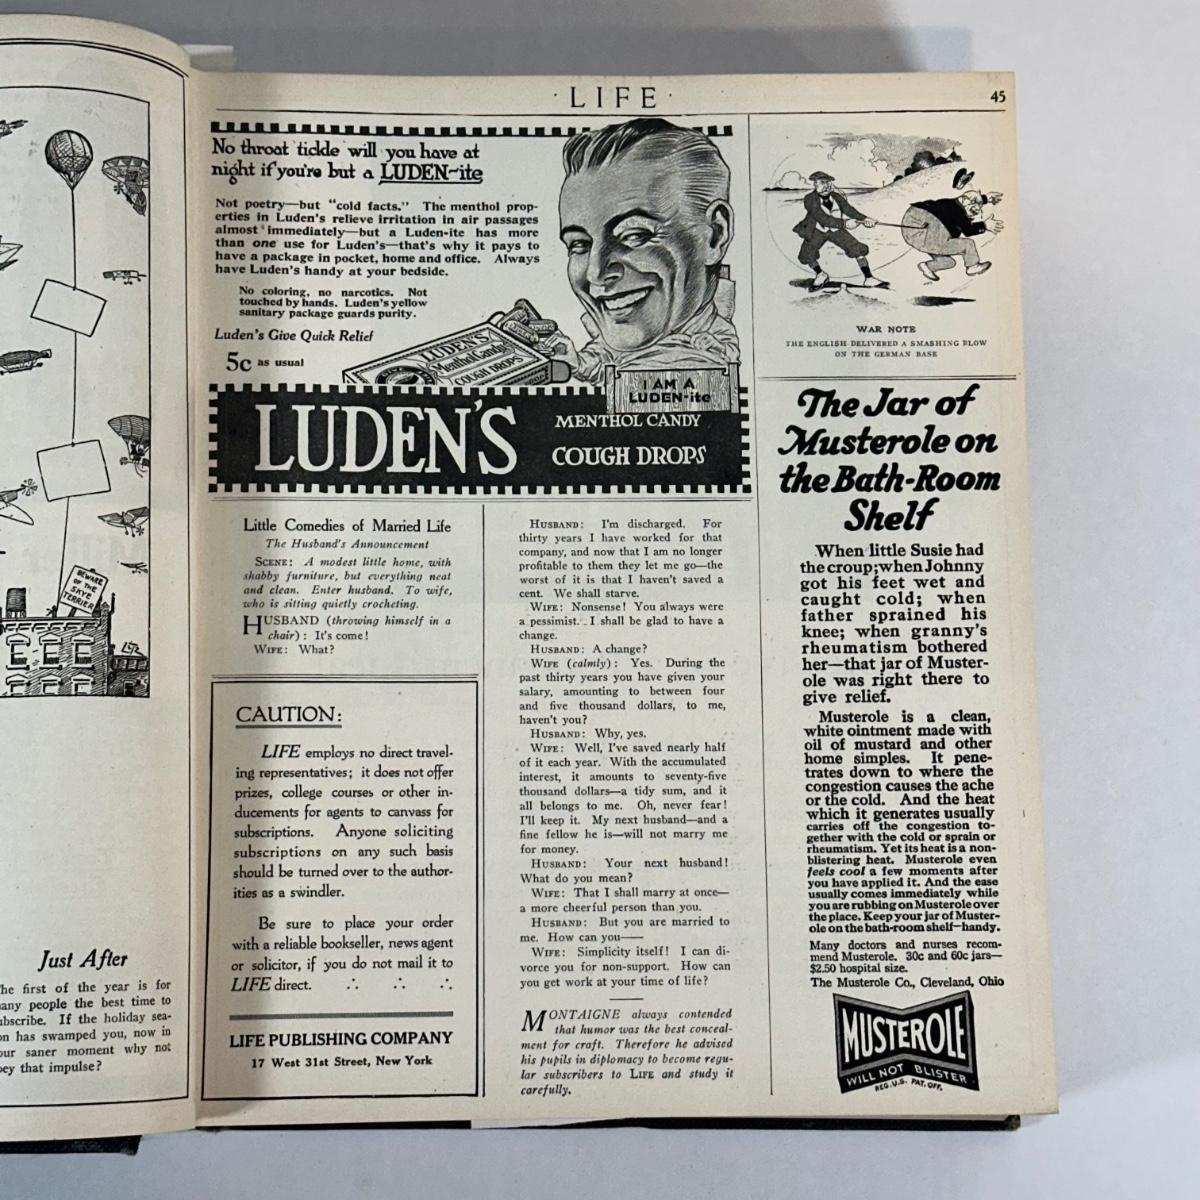 BEWARE
OF THE
SKYE
TERRIER
Just After
he first of the year is for
any people the best time to
ubscribe. If the holiday sea-
on has swamped you, now in
our saner moment why not
bey that impulse?
· LIFE ·
45
No throat tickle will you have at
night if you're but a LUDEN-ite
Not poetry—but "cold facts." The menthol prop-
erties in Luden's relieve irritation in air passages
almost immediately—but a Luden-ite has more
than one use for Luden's—that's why it pays to
have a package in pocket, home and office. Always
have Luden's handy at your bedside.
No coloring, no narcotics. Not
touched by hands. Luden's yellow
sanitary package guards purity.
Luden's Give Quick Relief
5c as usual
LUDEN'S
Menthol Candy
COUGH DROPS
I AM A
LUDEN-ite
LUDEN'S
MENTHOL CANDY
COUGH DROPS
Little Comedies of Married Life
The Husband's Announcement
SCENE: A modest little home, with
shabby furniture, but everything neat
and clean. Enter husband. To wife,
who is sitting quietly crocheting.
HUSBAND (throwing himself in a
chair): It's come!
WIFE: What?
CAUTION:
LIFE employs no direct travel-
ing representatives; it does not offer
prizes, college courses or other in-
ducements for agents to canvass for
subscriptions. Anyone soliciting
subscriptions on any such basis
should be turned over to the author-
ities as a swindler.
Be sure to place your order
with a reliable bookseller, news agent
or solicitor, if you do not mail it to
LIFE direct. ∴ ∴ ∴
LIFE PUBLISHING COMPANY
17 West 31st Street, New York
HUSBAND: I'm discharged. For
thirty years I have worked for that
company, and now that I am no longer
profitable to them they let me go—the
worst of it is that I haven't saved a
cent. We shall starve.
WIFE: Nonsense! You always were
a pessimist. I shall be glad to have a
change.
HUSBAND: A change?
WIFE (calmly): Yes. During the
past thirty years you have given your
salary, amounting to between four
and five thousand dollars, to me,
haven't you?
HUSBAND: Why, yes.
WIFE: Well, I've saved nearly half
of it each year. With the accumulated
interest, it amounts to seventy-five
thousand dollars—a tidy sum, and it
all belongs to me. Oh, never fear!
I'll keep it. My next husband—and a
fine fellow he is—will not marry me
for money.
HUSBAND: Your next husband!
What do you mean?
WIFE: That I shall marry at once—
a more cheerful person than you.
HUSBAND: But you are married to
me. How can you——
WIFE: Simplicity itself! I can di-
vorce you for non-support. How can
you get work at your time of life?
MONTAIGNE always contended
that humor was the best conceal-
ment for craft. Therefore he advised
his pupils in diplomacy to become regu-
lar subscribers to LIFE and study it
carefully.
WAR NOTE
THE ENGLISH DELIVERED A SMASHING BLOW
ON THE GERMAN BASE
The Jar of
Musterole on
the Bath-Room
Shelf
When little Susie had
the croup; when Johnny
got his feet wet and
caught cold; when
father sprained his
knee; when granny's
rheumatism bothered
her—that jar of Muster-
ole was right there to
give relief.
Musterole is a clean,
white ointment made with
oil of mustard and other
home simples. It pene-
trates down to where the
congestion causes the ache
or the cold. And the heat
which it generates usually
carries off the congestion to-
gether with the cold or sprain or
rheumatism. Yet its heat is a non-
blistering heat. Musterole even
feels cool a few moments after
you have applied it. And the ease
usually comes immediately while
you are rubbing on Musterole over
the place. Keep your jar of Muster-
ole on the bath-room shelf—handy.
Many doctors and nurses recom-
mend Musterole. 30c and 60c jars—
$2.50 hospital size.
The Musterole Co., Cleveland, Ohio
MUSTEROLE
WILL NOT BLISTER
REG. U.S. PAT. OFF.